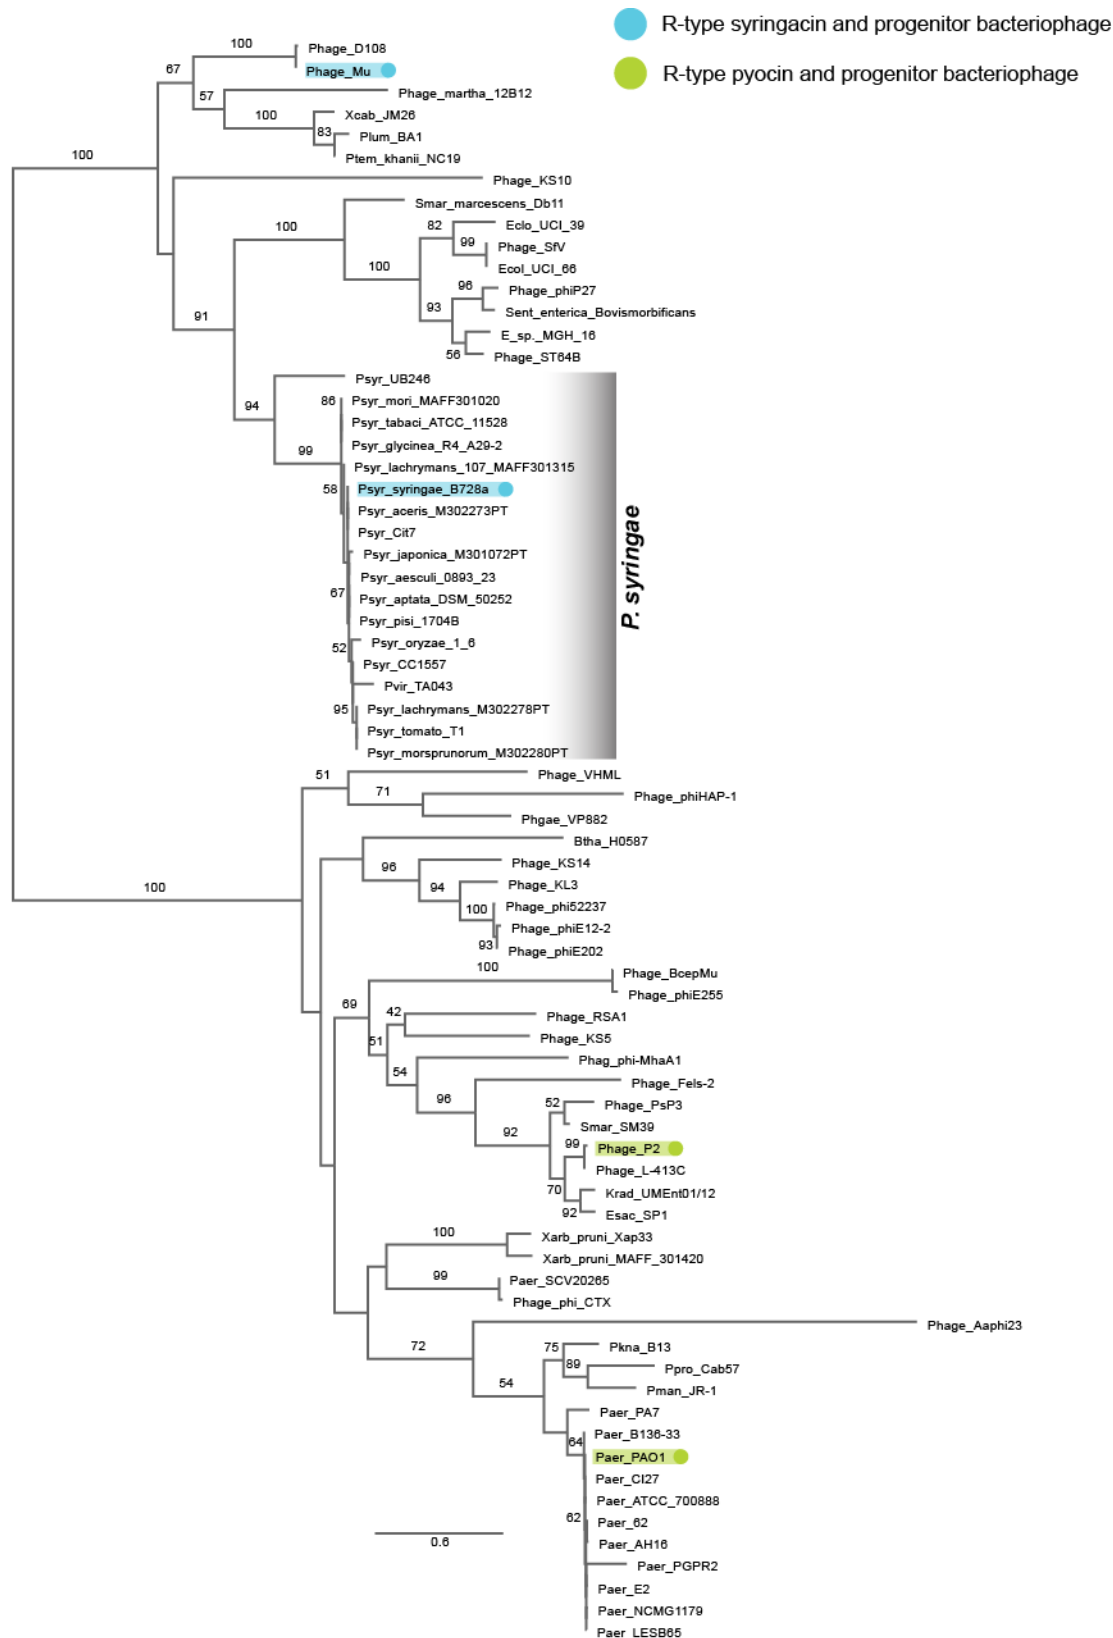 R-type syringacin and progenitor bacteriophage
R-type pyocin and progenitor bacteriophage
100
Phage_D108
67
Phage_Mu
57
Phage_martha_12B12
100
Xcab_JM26
83
Plum_BA1
100
Ptem_khanii_NC19
Phage_KS10
Smar_marcescens_Db11
100
82
Eclo_UCI_39
99
Phage_SfV
100
Ecol_UCI_66
96
Phage_phiP27
93
Sent_enterica_Bovismorbificans
91
E_sp._MGH_16
56
Phage_ST64B
Psyr_UB246
94
86
Psyr_mori_MAFF301020
Psyr_tabaci_ATCC_11528
99
Psyr_glycinea_R4_A29-2
Psyr_lachrymans_107_MAFF301315
58
Psyr_syringae_B728a
Psyr_aceris_M302273PT
Psyr_Cit7
Psyr_japonica_M301072PT
P. syringae
Psyr_aesculi_0893_23
67
Psyr_aptata_DSM_50252
Psyr_pisi_1704B
52
Psyr_oryzae_1_6
Psyr_CC1557
Pvir_TA043
95
Psyr_lachrymans_M302278PT
Psyr_tomato_T1
Psyr_morsprunorum_M302280PT
51
Phage_VHML
71
Phage_phiHAP-1
Phgae_VP882
Btha_H0587
96
Phage_KS14
94
Phage_KL3
100
100
Phage_phi52237
Phage_phiE12-2
93
Phage_phiE202
100
Phage_BcepMu
Phage_phiE255
69
42
Phage_RSA1
51
Phage_KS5
54
Phag_phi-MhaA1
96
Phage_Fels-2
52
Phage_PsP3
92
Smar_SM39
99
Phage_P2
Phage_L-413C
70
Krad_UMEnt01/12
92
Esac_SP1
100
Xarb_pruni_Xap33
Xarb_pruni_MAFF_301420
99
Paer_SCV20265
Phage_phi_CTX
Phage_Aaphi23
72
75
Pkna_B13
89
Ppro_Cab57
54
Pman_JR-1
Paer_PA7
64
Paer_B136-33
Paer_PAO1
Paer_CI27
Paer_ATCC_700888
62
Paer_62
0.6
Paer_AH16
Paer_PGPR2
Paer_E2
Paer_NCMG1179
Paer_LESB65